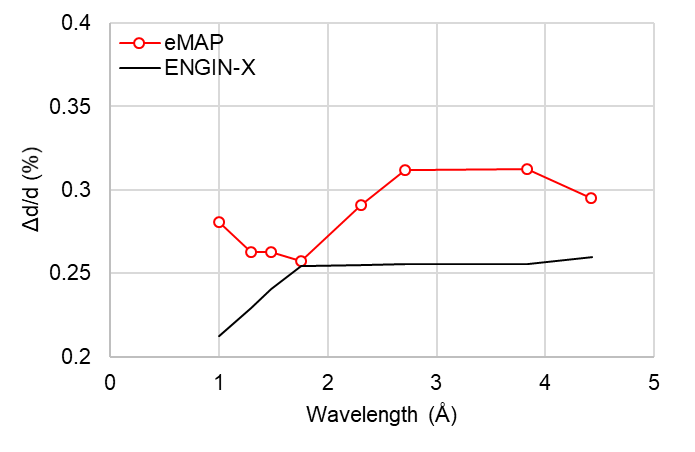 0.4
eMAP
ENGIN-X
0.35
0.3
0.25
0.2
Δd/d (%)
0 1 2 3 4 5
Wavelength (Å)